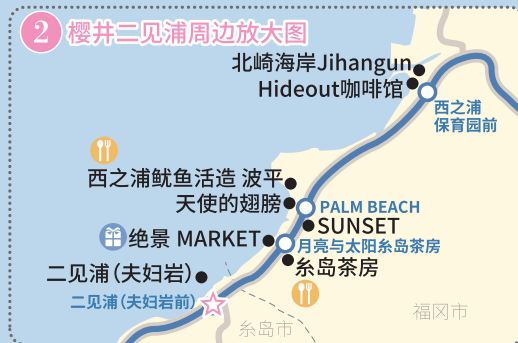 2 樱井二见浦周边放大图
北崎海岸Jihangun
Hideout咖啡馆
西之浦
保育园前
西之浦鱿鱼活造 波平
天使的翅膀
PALM BEACH
SUNSET
绝景 MARKET
月亮与太阳糸岛茶房
糸岛茶房
二见浦(夫妇岩)
二见浦(夫妇岩前)
福冈市
糸岛市